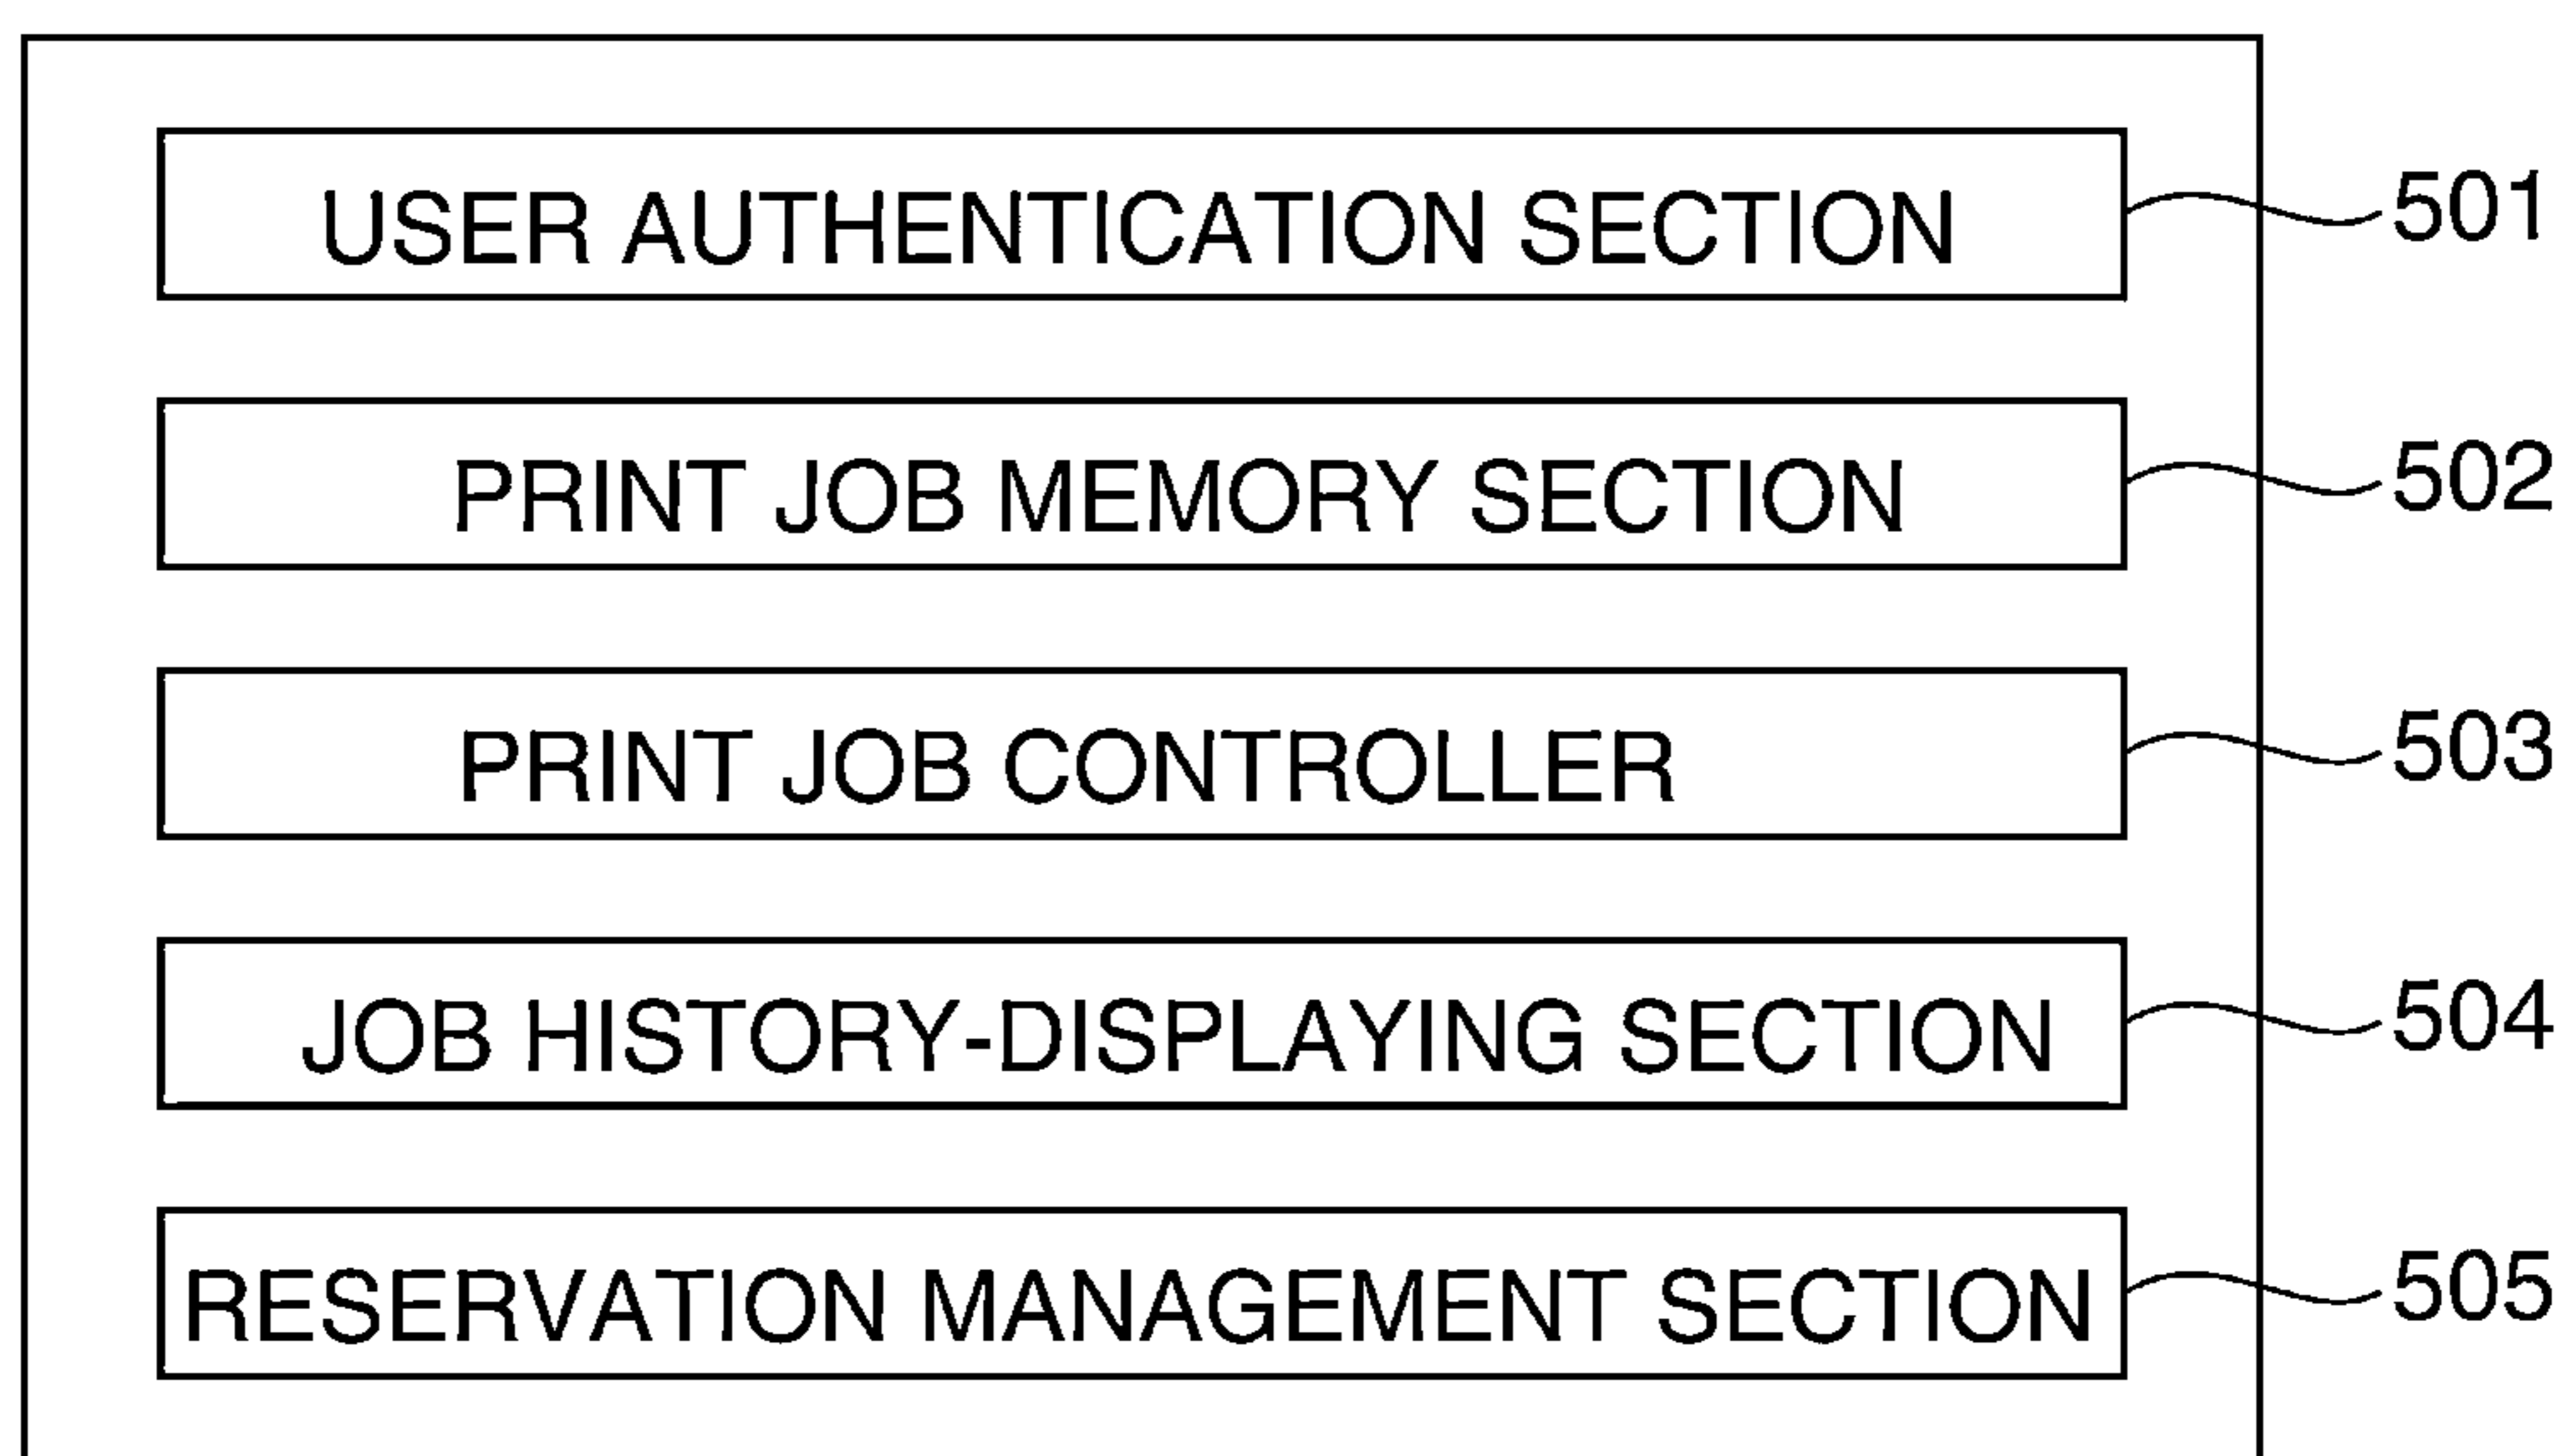 USER AUTHENTICATION SECTION 501
PRINT JOB MEMORY SECTION 502
PRINT JOB CONTROLLER 503
JOB HISTORY-DISPLAYING SECTION 504
RESERVATION MANAGEMENT SECTION 505